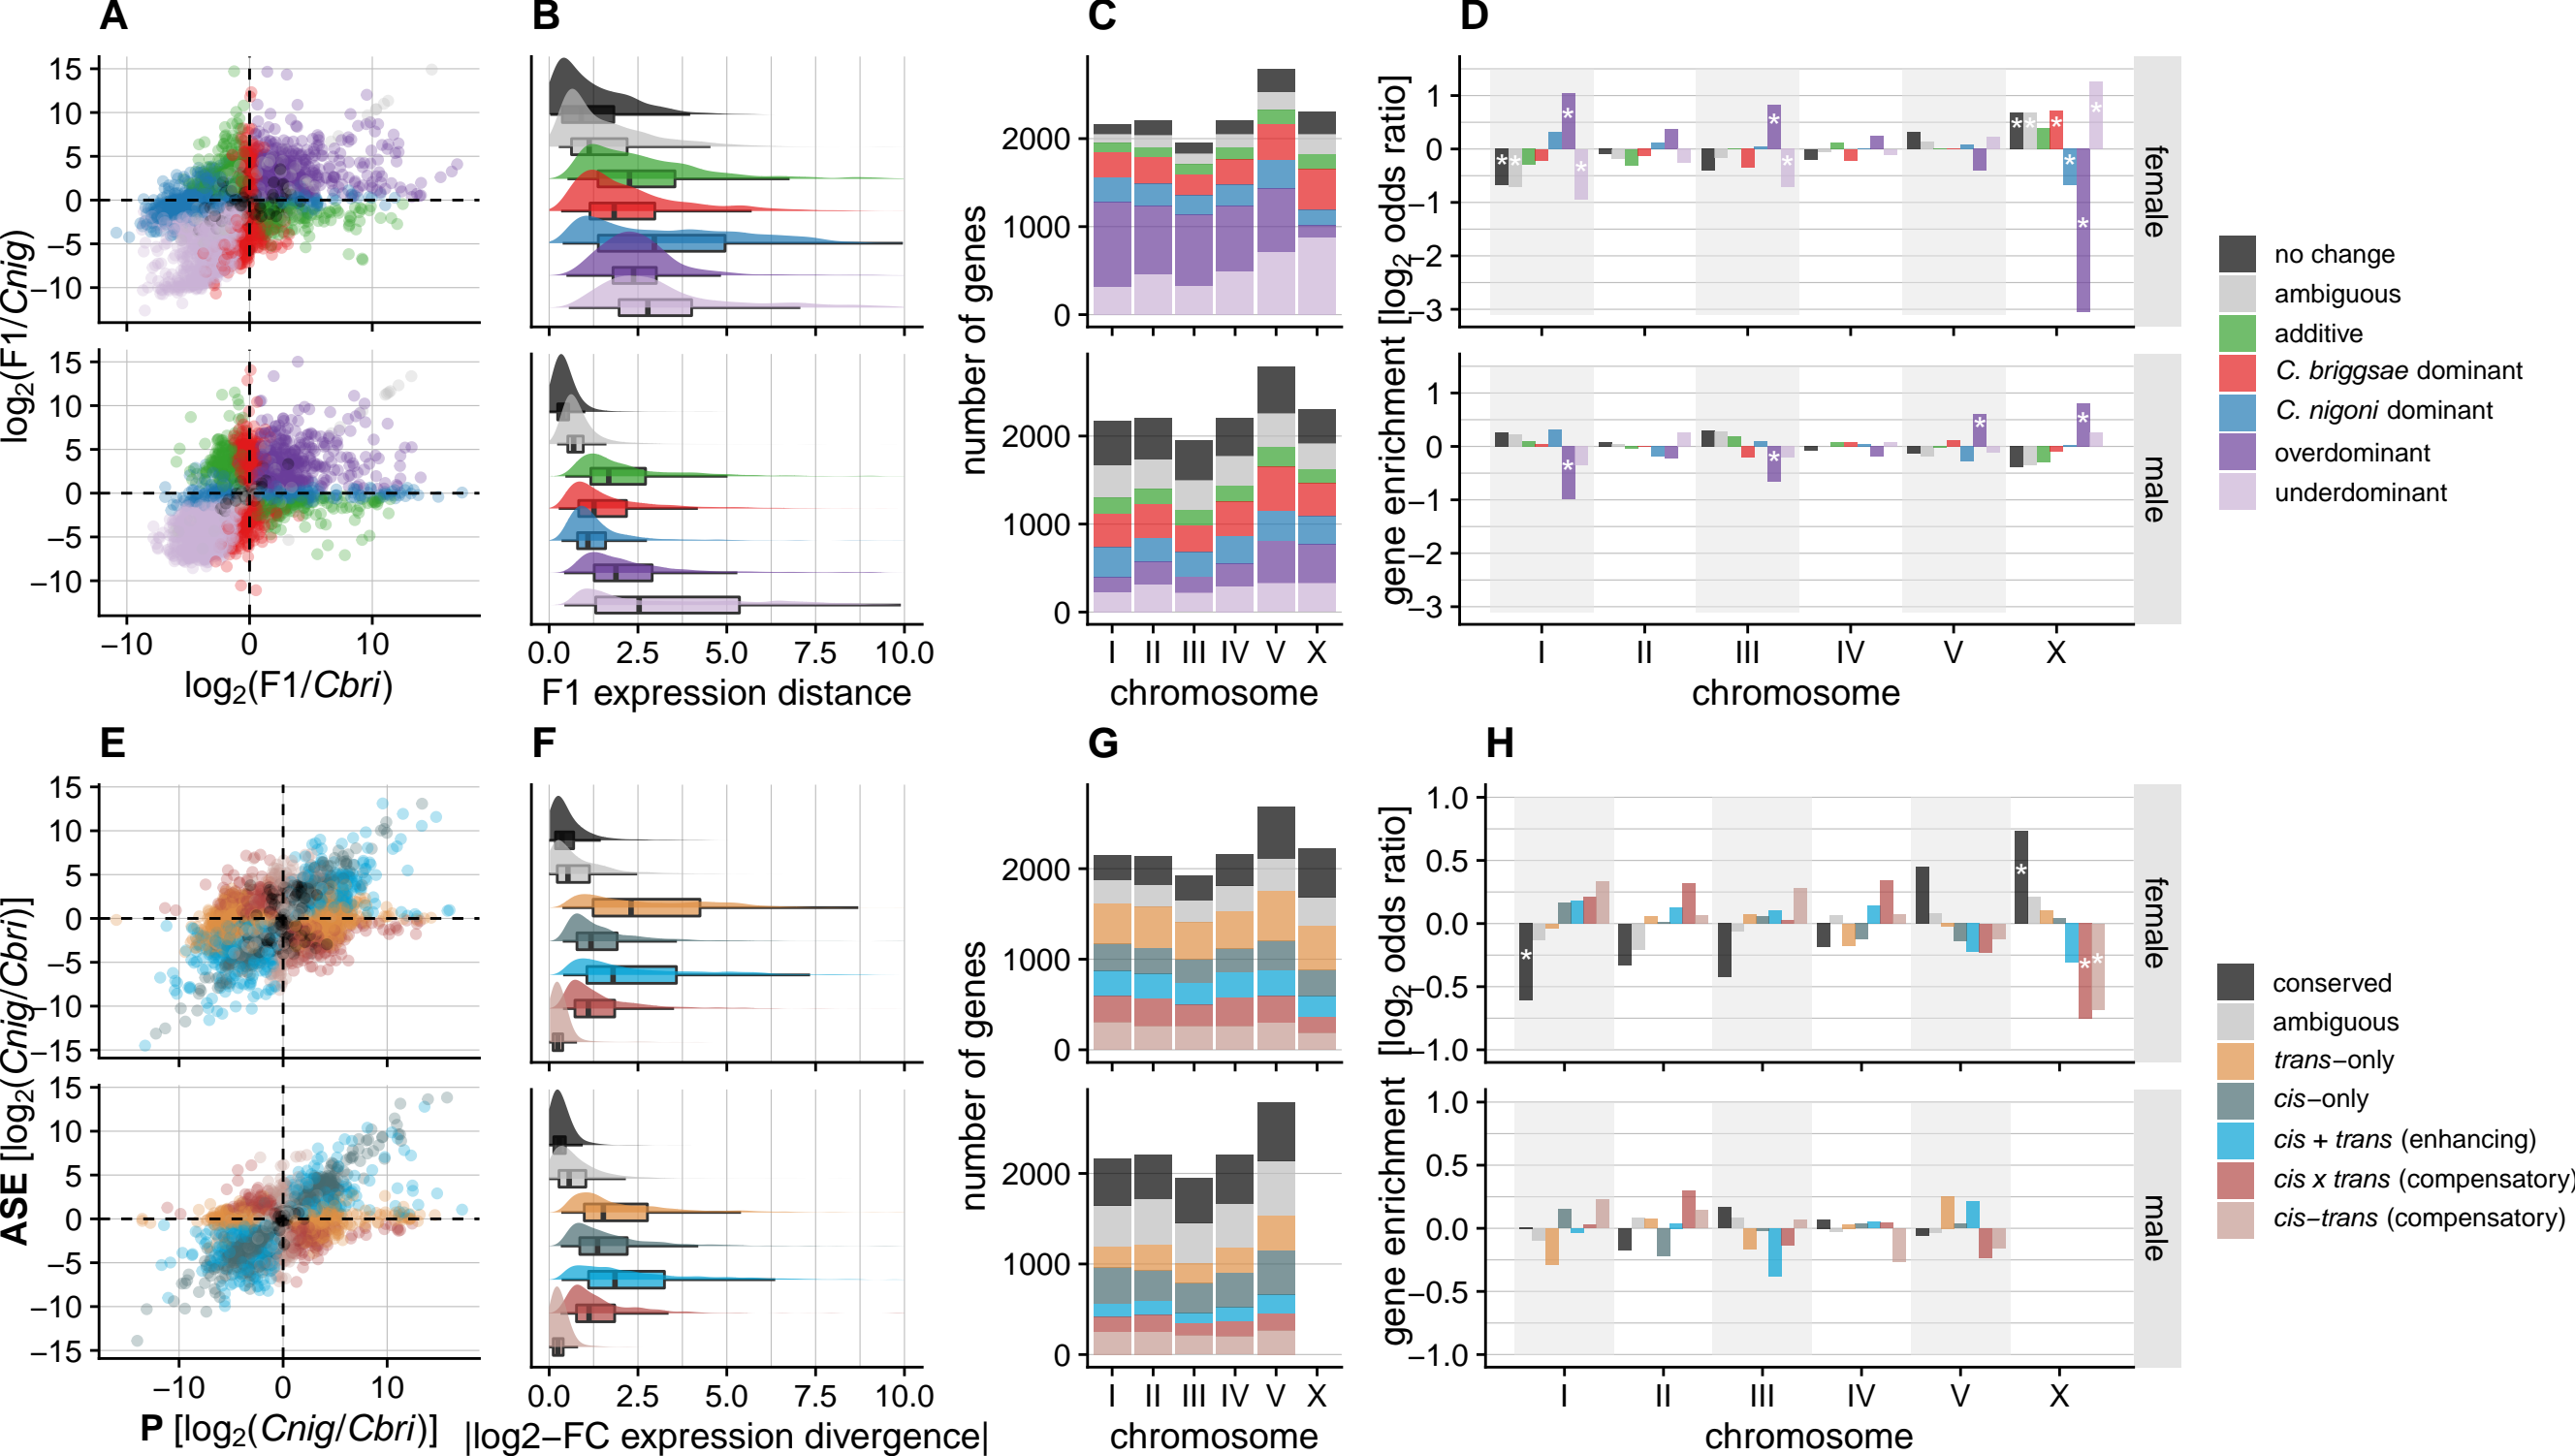 A
B
C
D
15
10
5
0
−5
−10
15
10
5
0
−5
−10
−10 0 10
log2(F1/Cnig)
log2(F1/Cbri)
0.0 2.5 5.0 7.5 10.0
F1 expression distance
number of genes
2000
1000
0
2000
1000
0
I II III IV V X
chromosome
gene enrichment [log2 odds ratio]
1
0
−1
−2
−3
1
0
−1
−2
−3
* * * * * * * * * * * *
* * * *
I II III IV V X
chromosome
female
male
no change
ambiguous
additive
C. briggsae dominant
C. nigoni dominant
overdominant
underdominant
E
F
G
H
15
10
5
0
−5
−10
−15
15
10
5
0
−5
−10
−15
−10 0 10
ASE [log2(Cnig/Cbri)]
P [log2(Cnig/Cbri)]
0.0 2.5 5.0 7.5 10.0
|log2−FC expression divergence|
number of genes
2000
1000
0
2000
1000
0
I II III IV V X
chromosome
gene enrichment [log2 odds ratio]
1.0
0.5
0.0
−0.5
−1.0
1.0
0.5
0.0
−0.5
−1.0
* * * *
I II III IV V X
chromosome
female
male
conserved
ambiguous
trans−only
cis−only
cis + trans (enhancing)
cis x trans (compensatory)
cis−trans (compensatory)